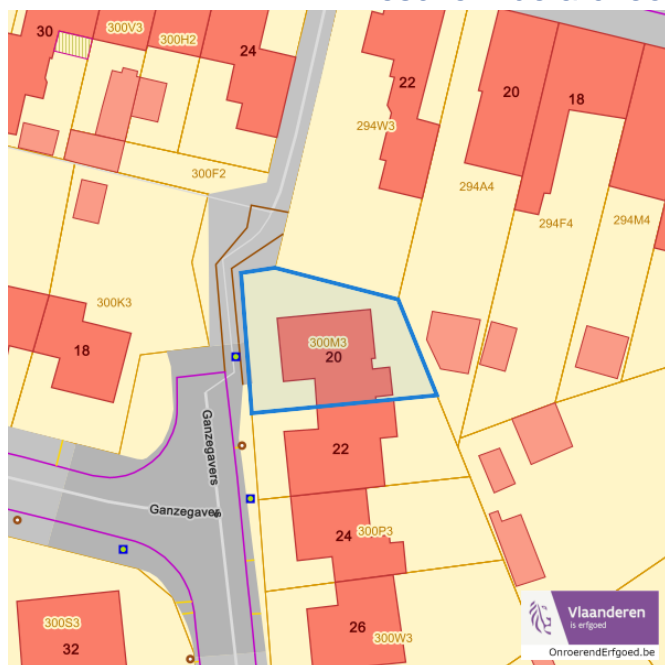 30
300V3
300H2
24
22
20
18
294W3
300F2
294A4
294F4
294M4
300K3
18
300M3
20
Ganzegavers
22
Ganzegavers
24
300P3
300S3
32
26
300W3
Vlaanderen
is erfgoed
OnroerendErfgoed.be